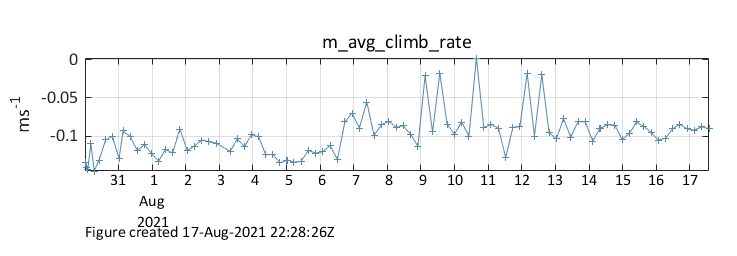 m_avg_climb_rate
0
-0.05
-0.1
ms-1
31 1 2 3 4 5 6 7 8 9 10 11 12 13 14 15 16 17
Aug
2021
Figure created 17-Aug-2021 22:28:26Z